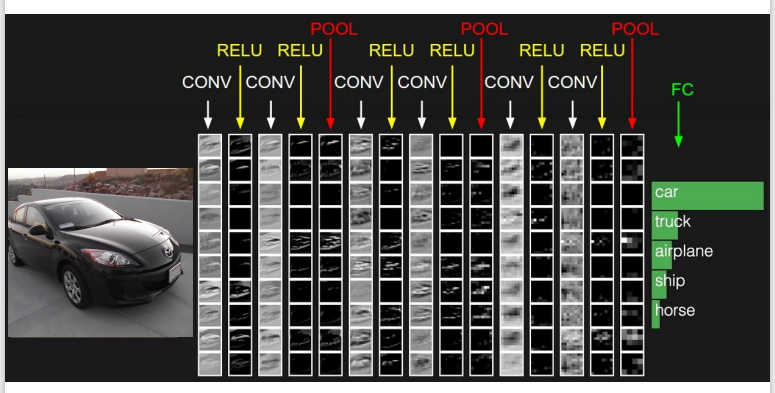 POOL POOL POOL
RELU RELU RELU RELU RELU RELU
CONV CONV CONV CONV CONV CONV
FC
car
truck
airplane
ship
horse